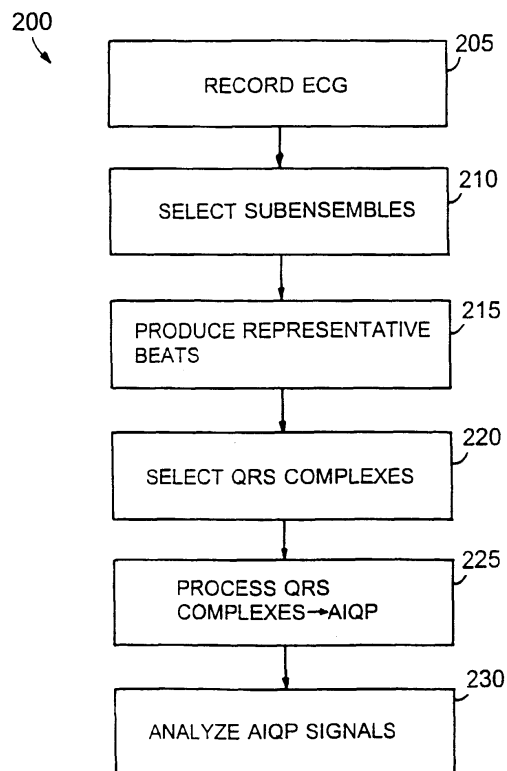 200
205
RECORD ECG
210
SELECT SUBENSEMBLES
215
PRODUCE REPRESENTATIVE
BEATS
220
SELECT QRS COMPLEXES
225
PROCESS QRS
COMPLEXES→AIQP
230
ANALYZE AIQP SIGNALS